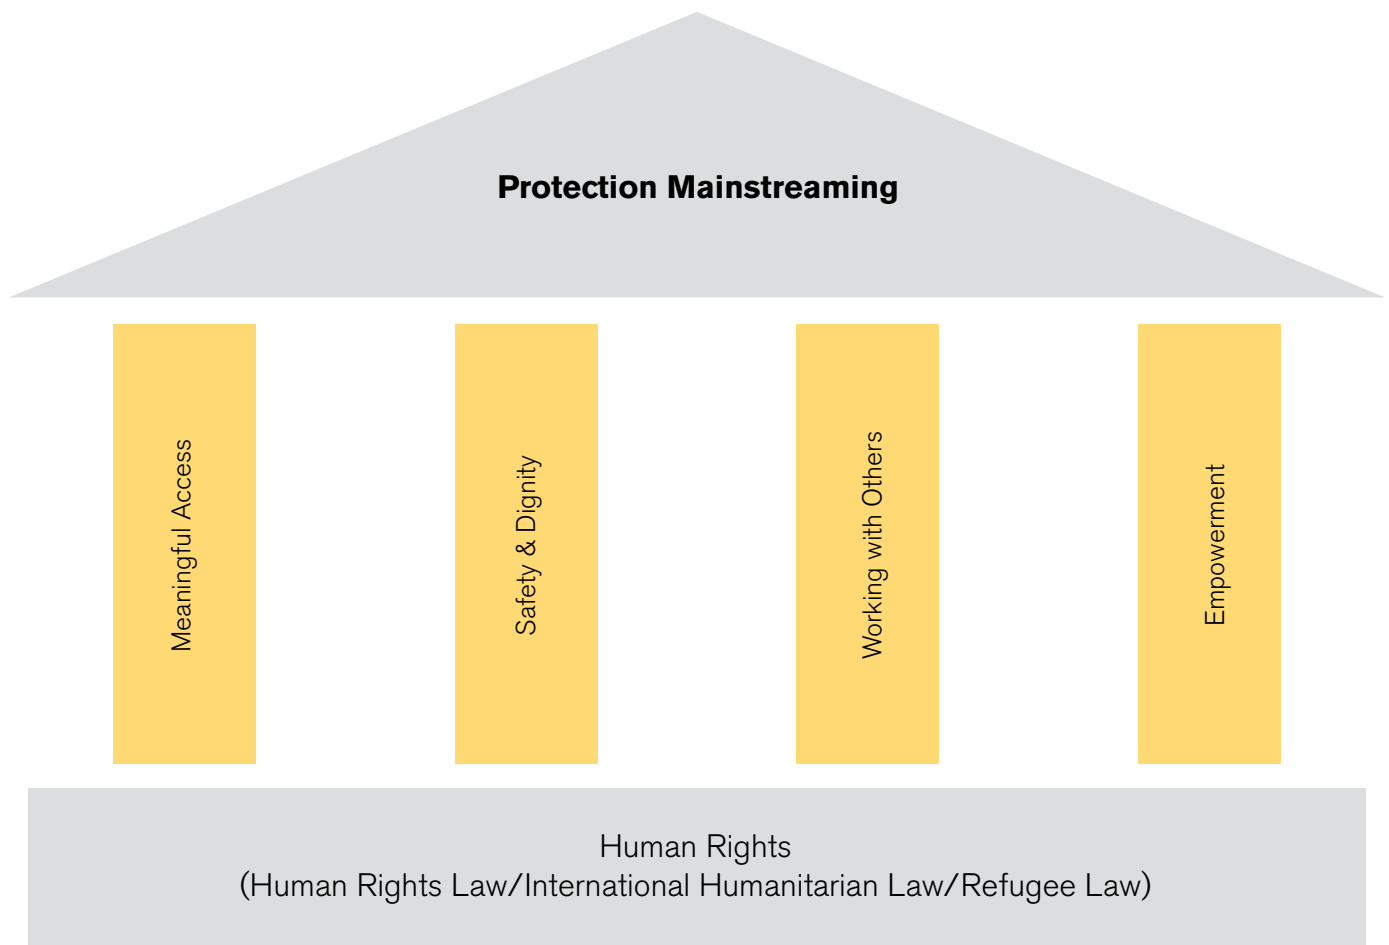 Protection Mainstreaming
Meaningful Access
Safety & Dignity
Working with Others
Empowerment
Human Rights
(Human Rights Law/International Humanitarian Law/Refugee Law)